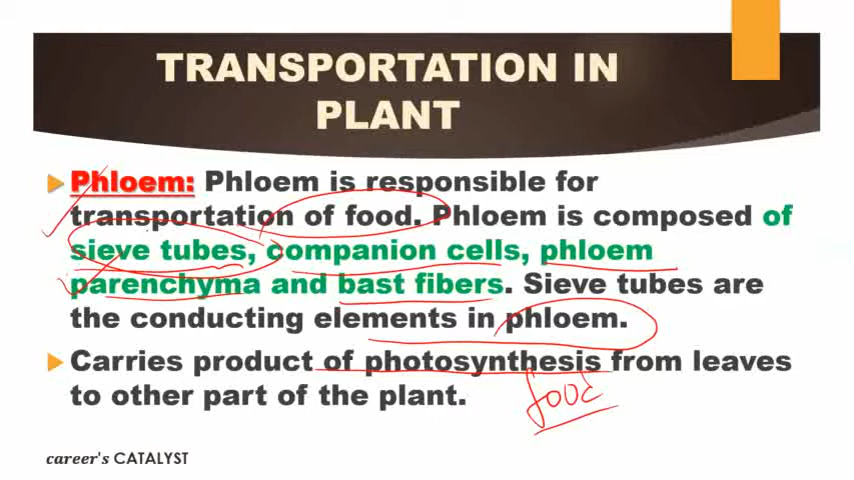 TRANSPORTATION IN
PLANT
Phloem: Phloem is responsible for
transportation of food. Phloem is composed of
sieve tubes, companion cells, phloem
parenchyma and bast fibers. Sieve tubes are
the conducting elements in phloem.
Carries product of photosynthesis from leaves
to other part of the plant.
food
career's CATALYST